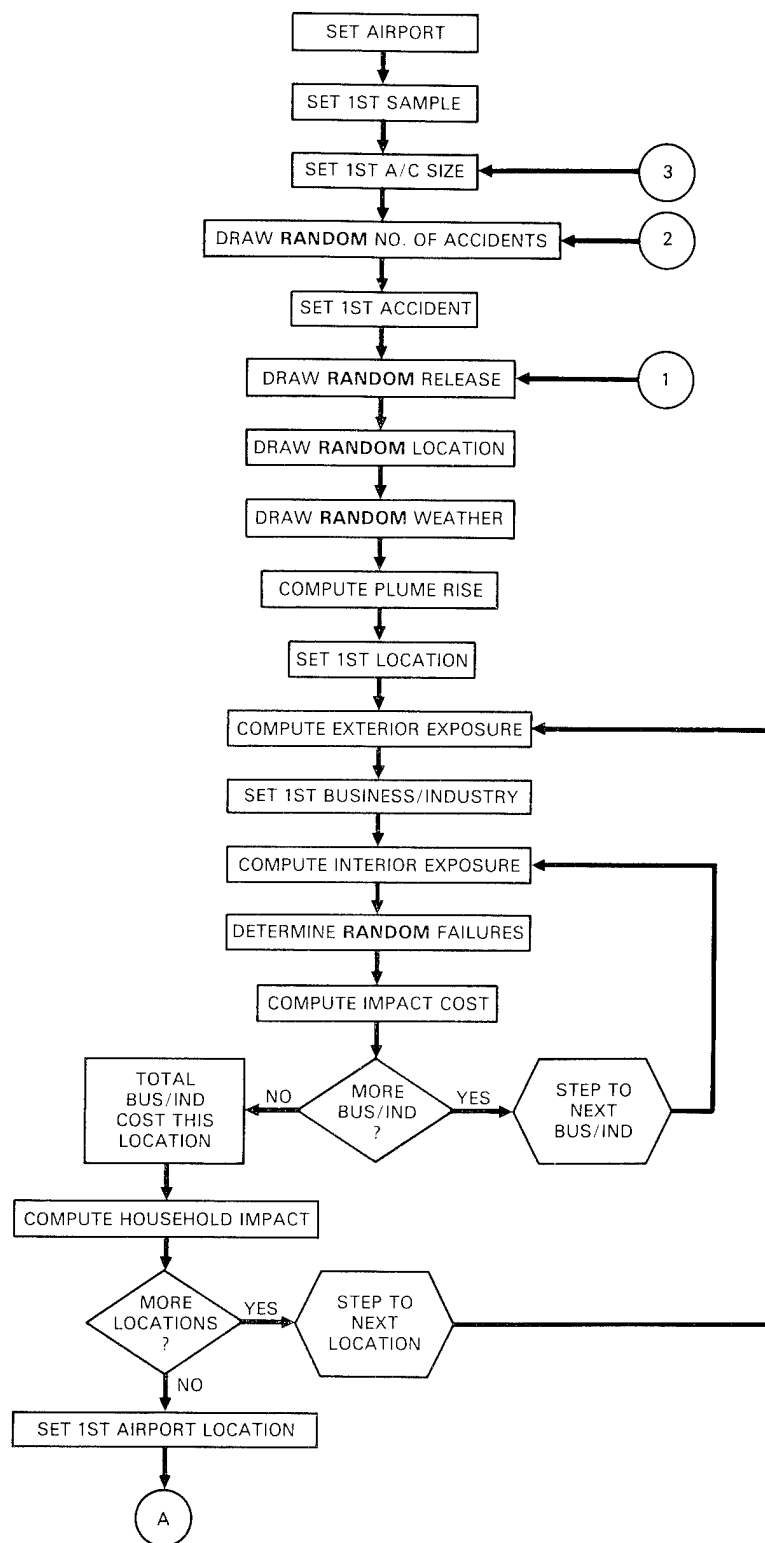 SET AIRPORT
SET 1ST SAMPLE
SET 1ST A/C SIZE
3
DRAW RANDOM NO. OF ACCIDENTS
2
SET 1ST ACCIDENT
DRAW RANDOM RELEASE
1
DRAW RANDOM LOCATION
DRAW RANDOM WEATHER
COMPUTE PLUME RISE
SET 1ST LOCATION
COMPUTE EXTERIOR EXPOSURE
SET 1ST BUSINESS/INDUSTRY
COMPUTE INTERIOR EXPOSURE
DETERMINE RANDOM FAILURES
COMPUTE IMPACT COST
TOTAL
BUS/IND
COST THIS
LOCATION
NO
MORE
BUS/IND
?
YES
STEP TO
NEXT
BUS/IND
COMPUTE HOUSEHOLD IMPACT
MORE
LOCATIONS
?
YES
STEP TO
NEXT
LOCATION
NO
SET 1ST AIRPORT LOCATION
A